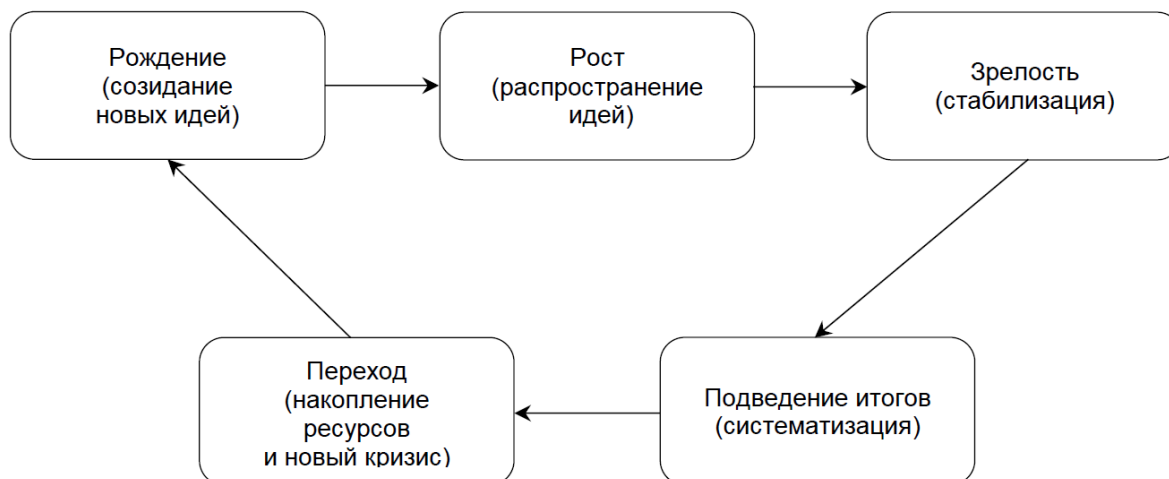 Рождение
(созидание
новых идей)
Рост
(распространение
идей)
Зрелость
(стабилизация)
Переход
(накопление
ресурсов
и новый кризис)
Подведение итогов
(систематизация)